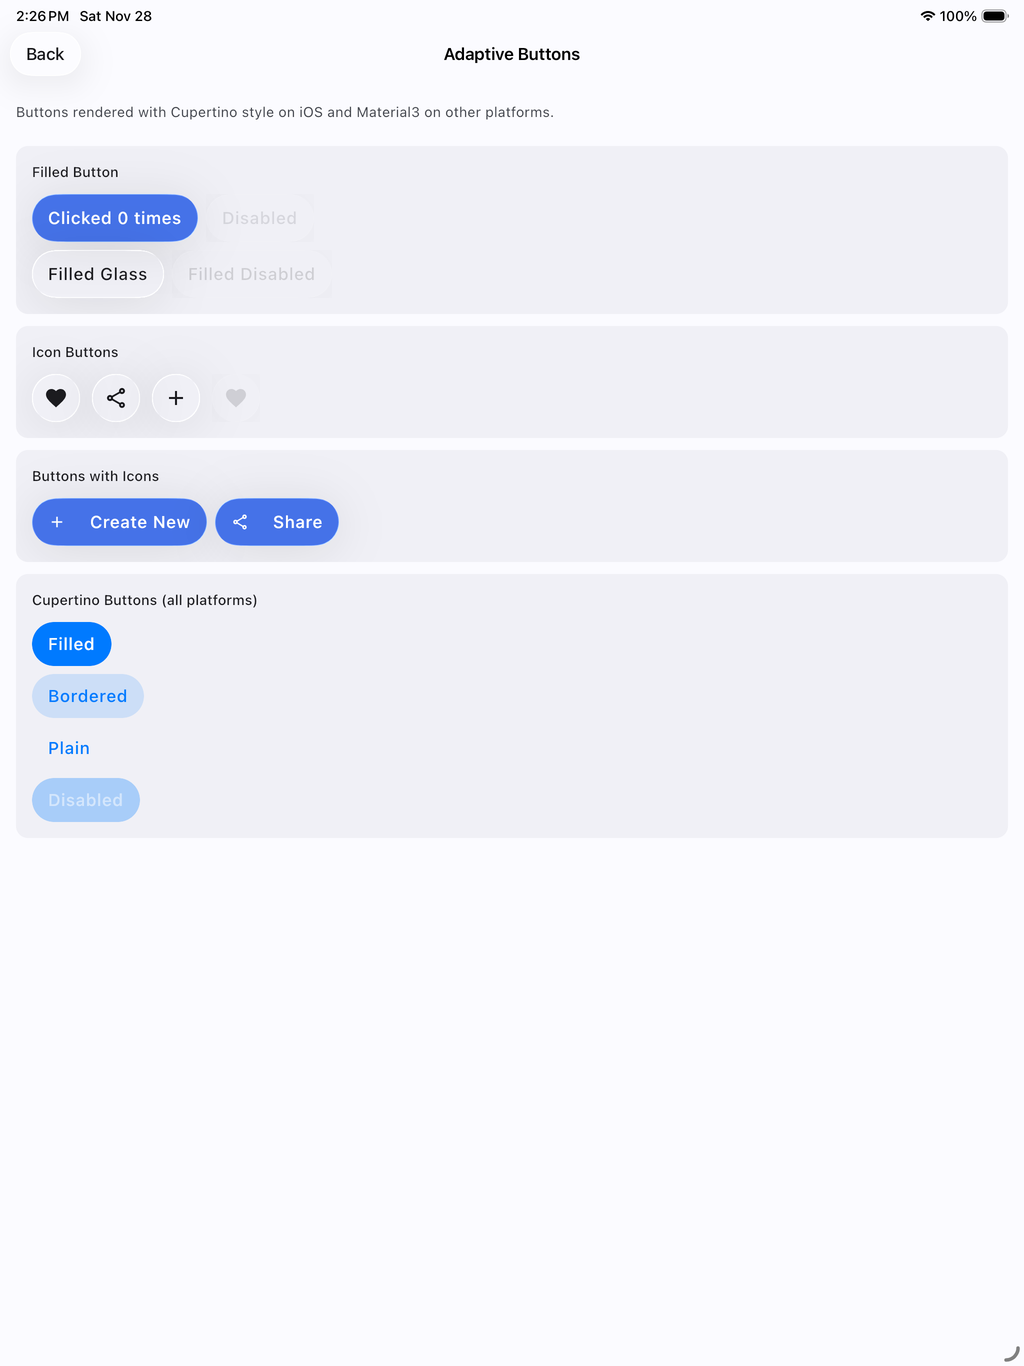 2:26 PM Sat Nov 28 100%
Back Adaptive Buttons
Buttons rendered with Cupertino style on iOS and Material3 on other platforms.
Filled Button
Clicked 0 times Disabled
Filled Glass Filled Disabled
Icon Buttons
Buttons with Icons
Create New Share
Cupertino Buttons (all platforms)
Filled
Bordered
Plain
Disabled